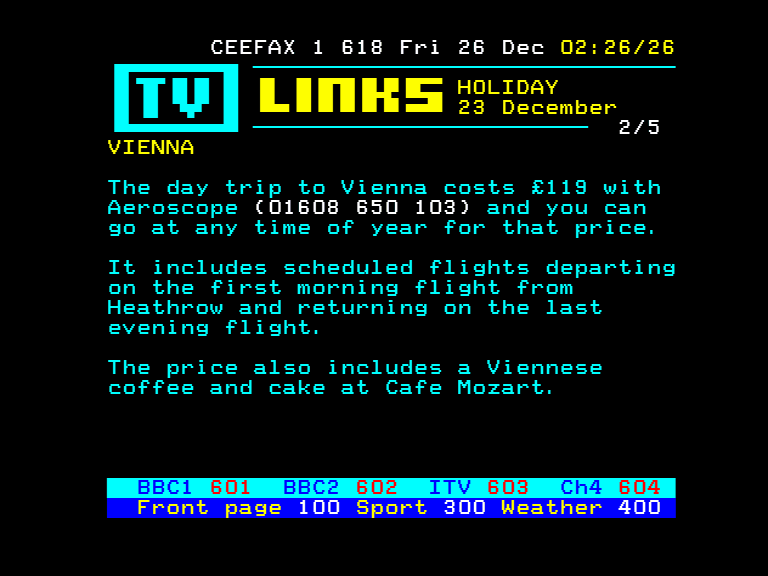 CEEFAX 1 618 Fri 26 Dec 02:26/26
TV LINKS HOLIDAY
23 December
2/5
VIENNA
The day trip to Vienna costs £119 with
Aeroscope (01608 650 103) and you can
go at any time of year for that price.
It includes scheduled flights departing
on the first morning flight from
Heathrow and returning on the last
evening flight.
The price also includes a Viennese
coffee and cake at Cafe Mozart.
BBC1 601 BBC2 602 ITV 603 Ch4 604
Front page 100 Sport 300 Weather 400